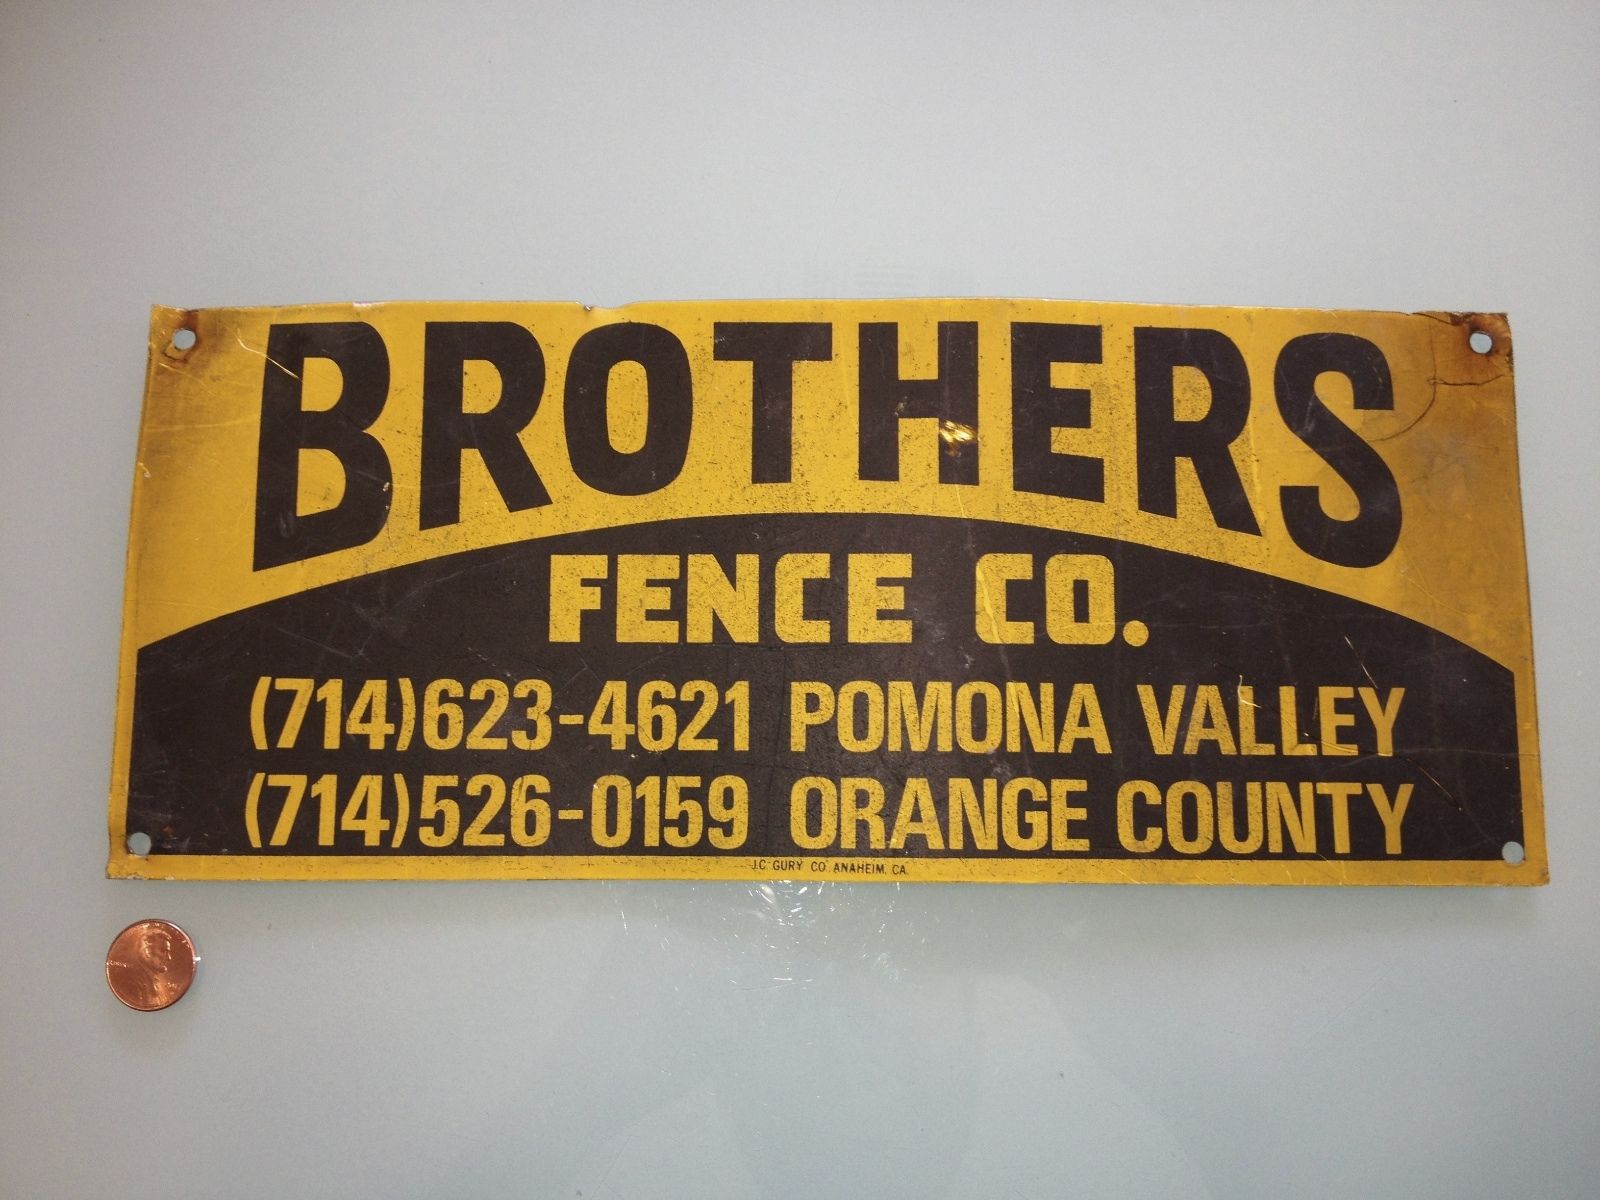 BROTHERS
FENCE CO.
(714)623-4621 POMONA VALLEY
(714)526-0159 ORANGE COUNTY
J.C. GURY CO. ANAHEIM, CA.